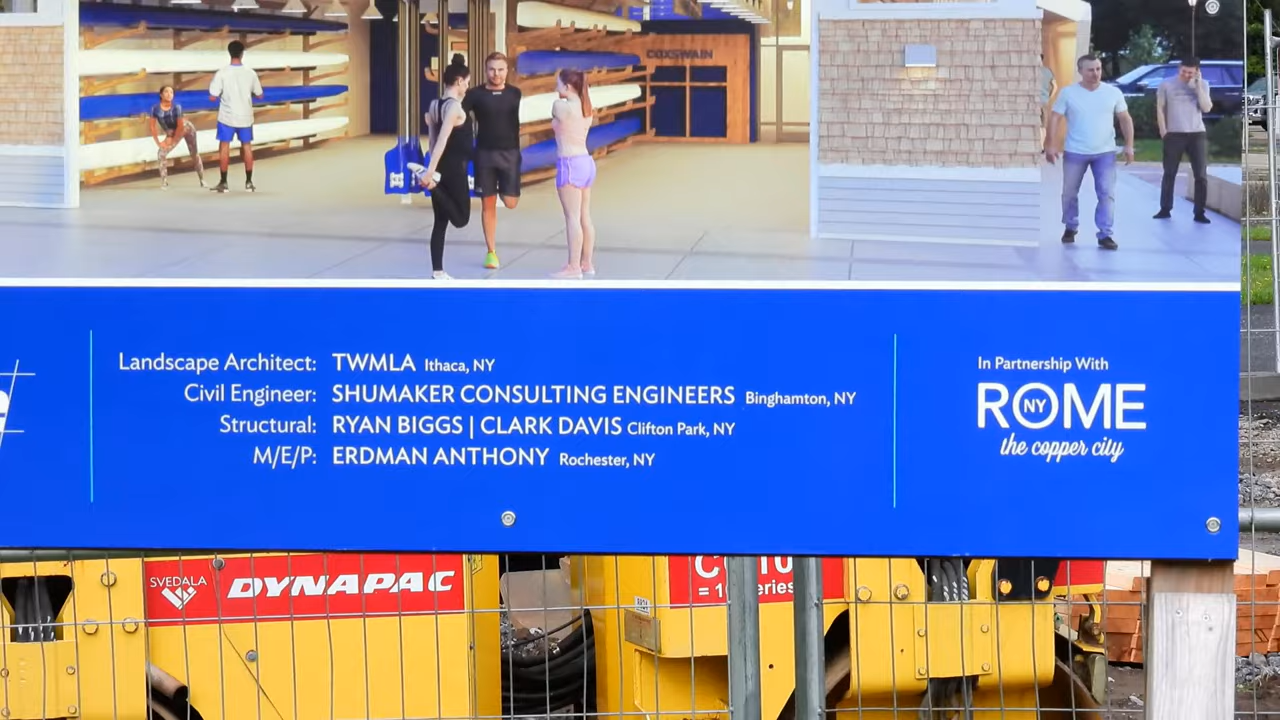 COXSWAIN
Landscape Architect: TWMLA Ithaca, NY
Civil Engineer: SHUMAKER CONSULTING ENGINEERS Binghamton, NY
Structural: RYAN BIGGS | CLARK DAVIS Clifton Park, NY
M/E/P: ERDMAN ANTHONY Rochester, NY
In Partnership With
ROME
NY
the copper city
SVEDALA
DYNAPAC